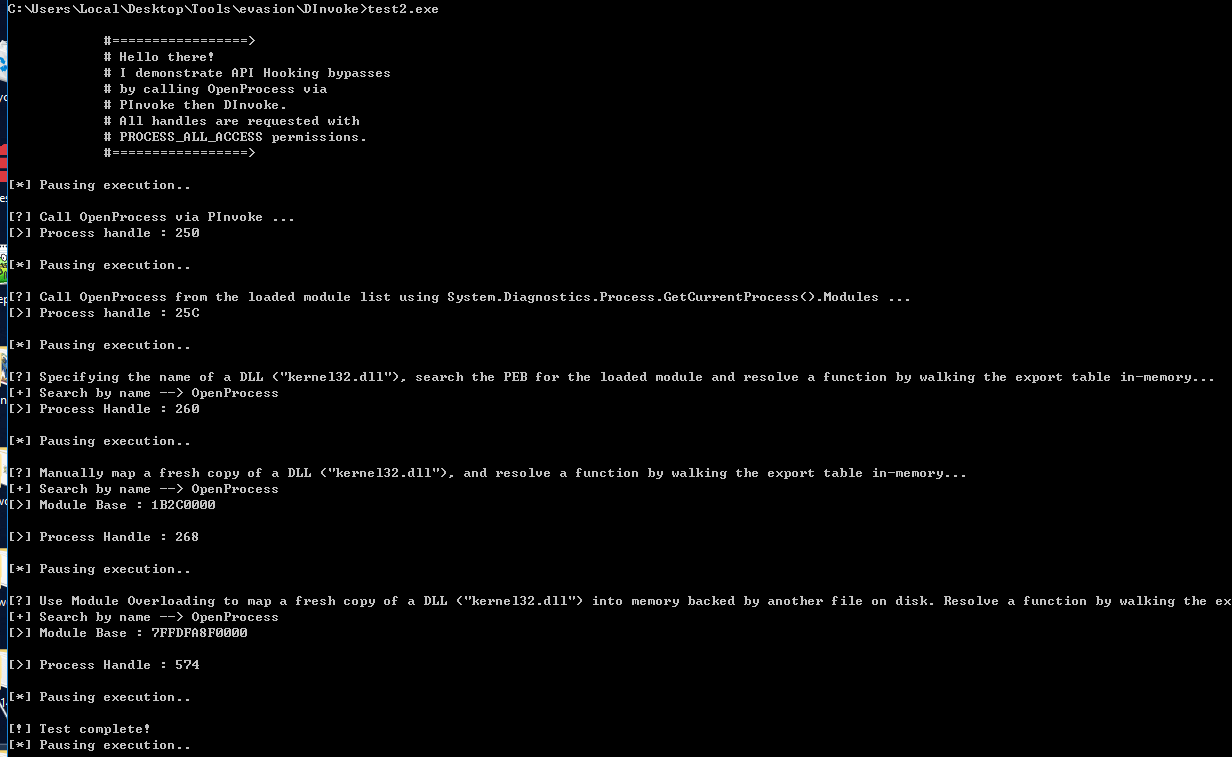 C:\Users\Local\Desktop\Tools\evasion\DInvoke>test2.exe
#=================>
# Hello there!
# I demonstrate API Hooking bypasses
# by calling OpenProcess via
# PInvoke then DInvoke.
# All handles are requested with
# PROCESS_ALL_ACCESS permissions.
#=================>
[*] Pausing execution..
[?] Call OpenProcess via PInvoke ...
[>] Process handle : 250
[*] Pausing execution..
[?] Call OpenProcess from the loaded module list using System.Diagnostics.Process.GetCurrentProcess().Modules ...
[>] Process handle : 25C
[*] Pausing execution..
[?] Specifying the name of a DLL ("kernel32.dll"), search the PEB for the loaded module and resolve a function by walking the export table in-memory...
[+] Search by name --> OpenProcess
[>] Process Handle : 260
[*] Pausing execution..
[?] Manually map a fresh copy of a DLL ("kernel32.dll"), and resolve a function by walking the export table in-memory...
[+] Search by name --> OpenProcess
[>] Module Base : 1B2C0000
[>] Process Handle : 268
[*] Pausing execution..
[?] Use Module Overloading to map a fresh copy of a DLL ("kernel32.dll") into memory backed by another file on disk. Resolve a function by walking the ex
[+] Search by name --> OpenProcess
[>] Module Base : 7FFDFA8F0000
[>] Process Handle : 574
[*] Pausing execution..
[!] Test complete!
[*] Pausing execution..